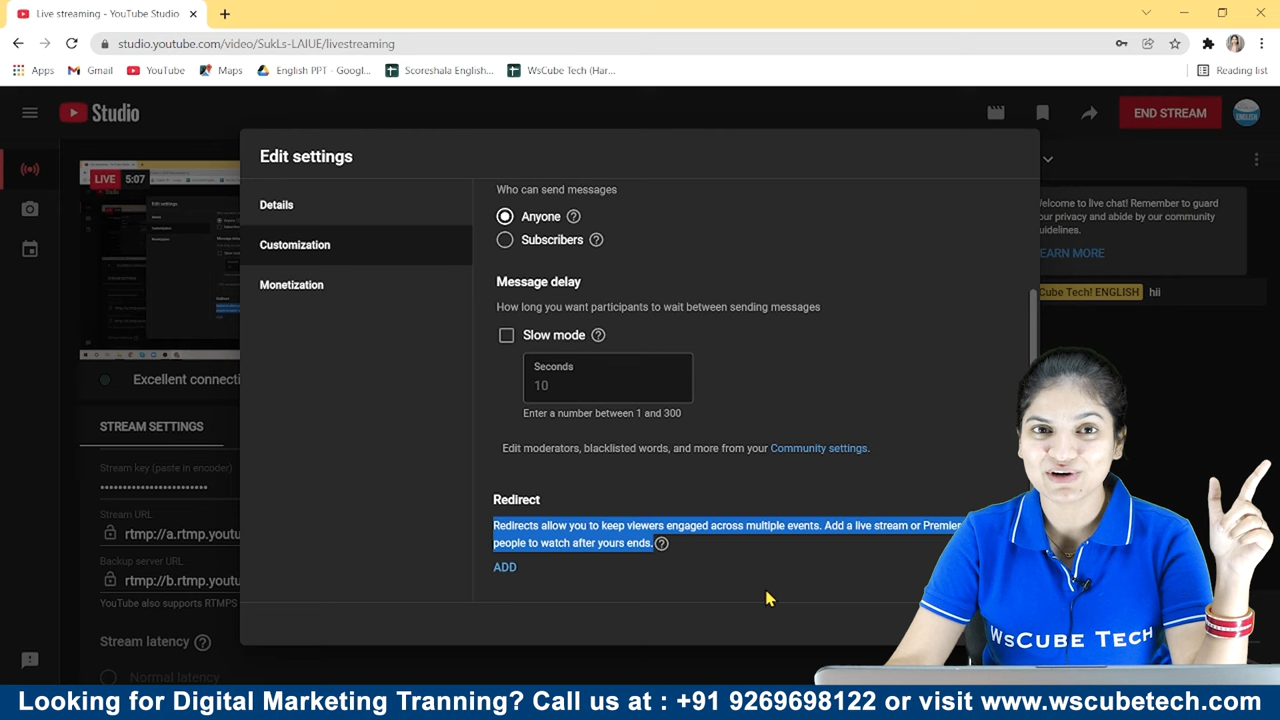 Live streaming - YouTube Studio
studio.youtube.com/video/SukLs-LAIUE/livestreaming
Apps Gmail YouTube Maps English PPT - Googl... Scoreshala English... WsCube Tech (Har... Reading list
Studio
END STREAM
ENGLISH
LIVE 5:07
Edit settings
Details
Customization
Monetization
Who can send messages
Anyone
Subscribers
Message delay
How long you want participants to wait between sending messages
Slow mode
Seconds
10
Enter a number between 1 and 300
Edit moderators, blacklisted words, and more from your Community settings.
Redirect
Redirects allow you to keep viewers engaged across multiple events. Add a live stream or Premier
people to watch after yours ends.
ADD
elcome to live chat! Remember to guard
our privacy and abide by our community
uidelines.
EARN MORE
Cube Tech! ENGLISH hii
Excellent connecti
STREAM SETTINGS
Stream key (paste in encoder)
••••••••••••••••••••••
Stream URL
rtmp://a.rtmp.youtu
Backup server URL
rtmp://b.rtmp.youtu
YouTube also supports RTMPS
Stream latency
Normal latency
WSCUBE TECH
Looking for Digital Marketing Tranning? Call us at : +91 9269698122 or visit www.wscubetech.com